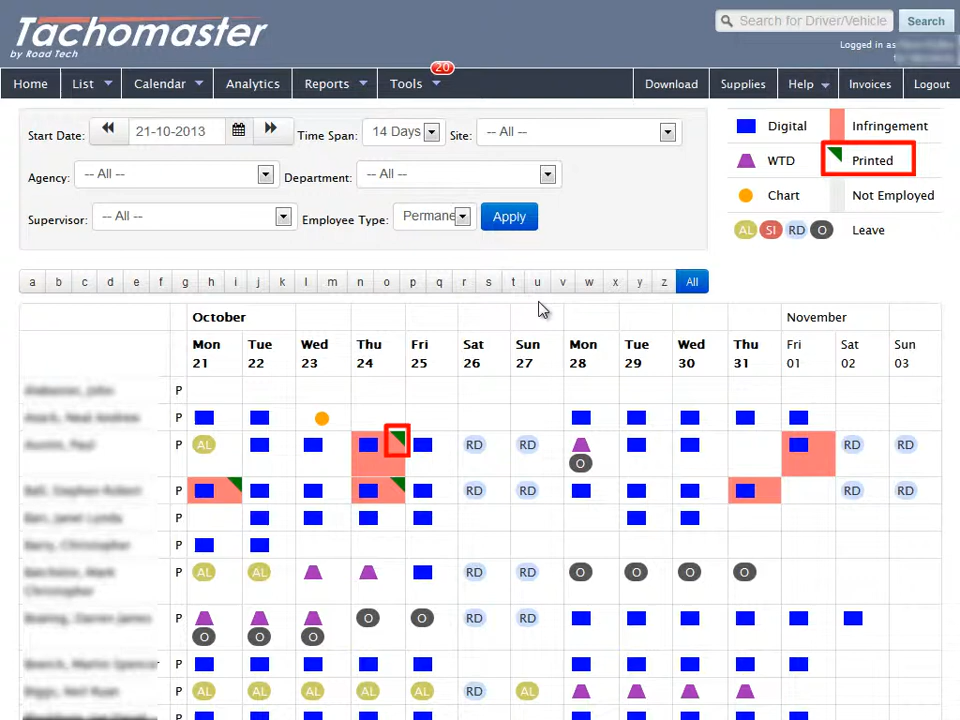 Tachomaster
by Road Tech
Search for Driver/Vehicle Search
Logged in as
Home List Calendar Analytics Reports Tools 20 Download Supplies Help Invoices Logout
Start Date: 21-10-2013 Time Span: 14 Days Site: -- All --
Agency: -- All -- Department: -- All --
Supervisor: -- All -- Employee Type: Permane Apply
Digital Infringement
WTD Printed
Chart Not Employed
AL SI RD O Leave
a b c d e f g h i j k l m n o p q r s t u v w x y z All
October November
Mon Tue Wed Thu Fri Sat Sun Mon Tue Wed Thu Fri Sat Sun
21 22 23 24 25 26 27 28 29 30 31 01 02 03
P
P
P AL RD RD RD RD
O
P RD RD RD RD
P
P
P AL AL RD RD O O O O
P O O RD RD
O O O
P
P AL AL AL AL AL RD AL